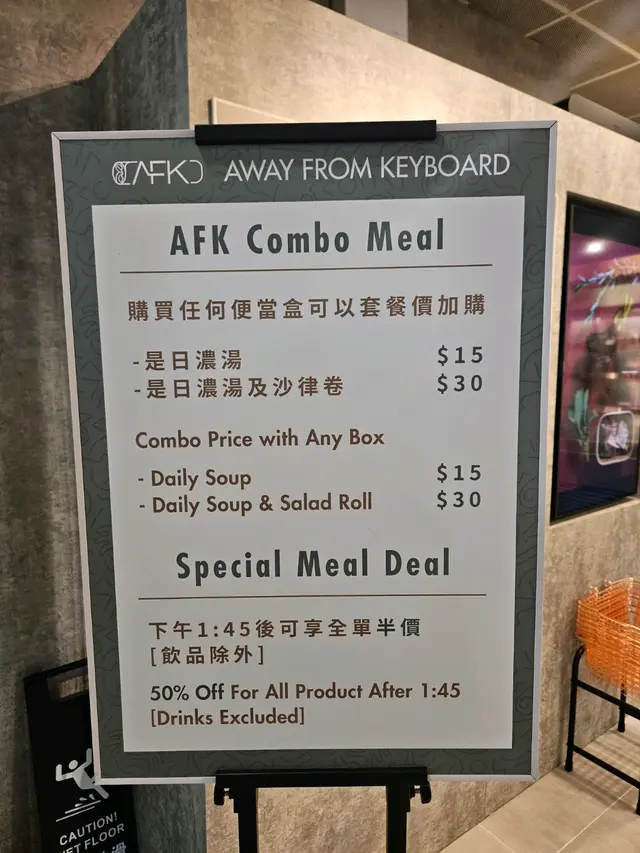 AFK AWAY FROM KEYBOARD
AFK Combo Meal
購買任何便當盒可以套餐價加購
-是日濃湯 $15
-是日濃湯及沙律卷 $30
Combo Price with Any Box
- Daily Soup $15
- Daily Soup & Salad Roll $30
Special Meal Deal
下午1:45後可享全單半價
[飲品除外]
50% Off For All Product After 1:45
[Drinks Excluded]
CAUTION!
WET FLOOR